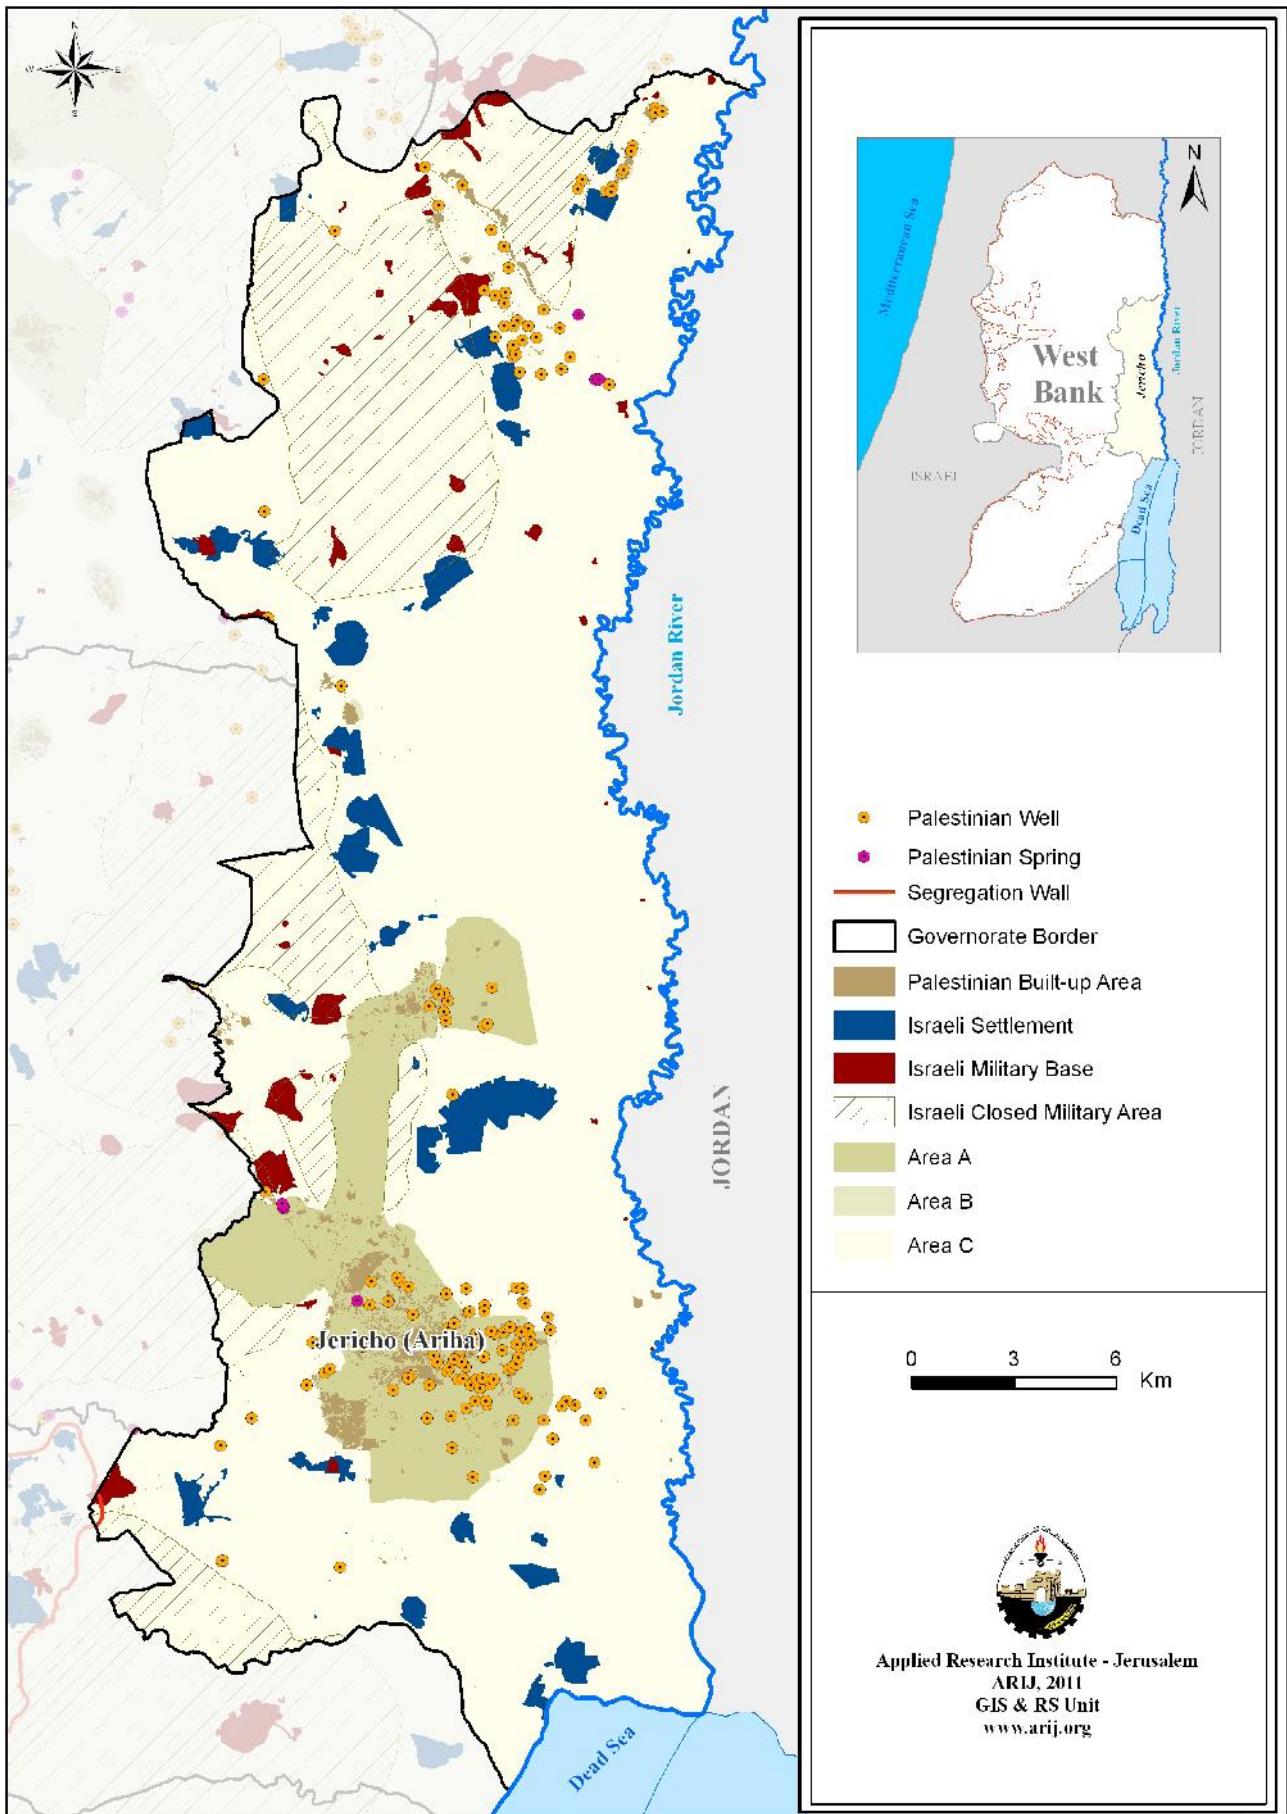 N
W
E
S
Jordan River
JORDAN
Jericho (Ariha)
Dead Sea
N
Mediterranean Sea
West
Bank
Jericho
Jordan River
JORDAN
ISRAEL
Dead Sea
Palestinian Well
Palestinian Spring
Segregation Wall
Governorate Border
Palestinian Built-up Area
Israeli Settlement
Israeli Military Base
Israeli Closed Military Area
Area A
Area B
Area C
0 3 6
Km
Applied Research Institute - Jerusalem
ARIJ, 2011
GIS & RS Unit
www.arij.org